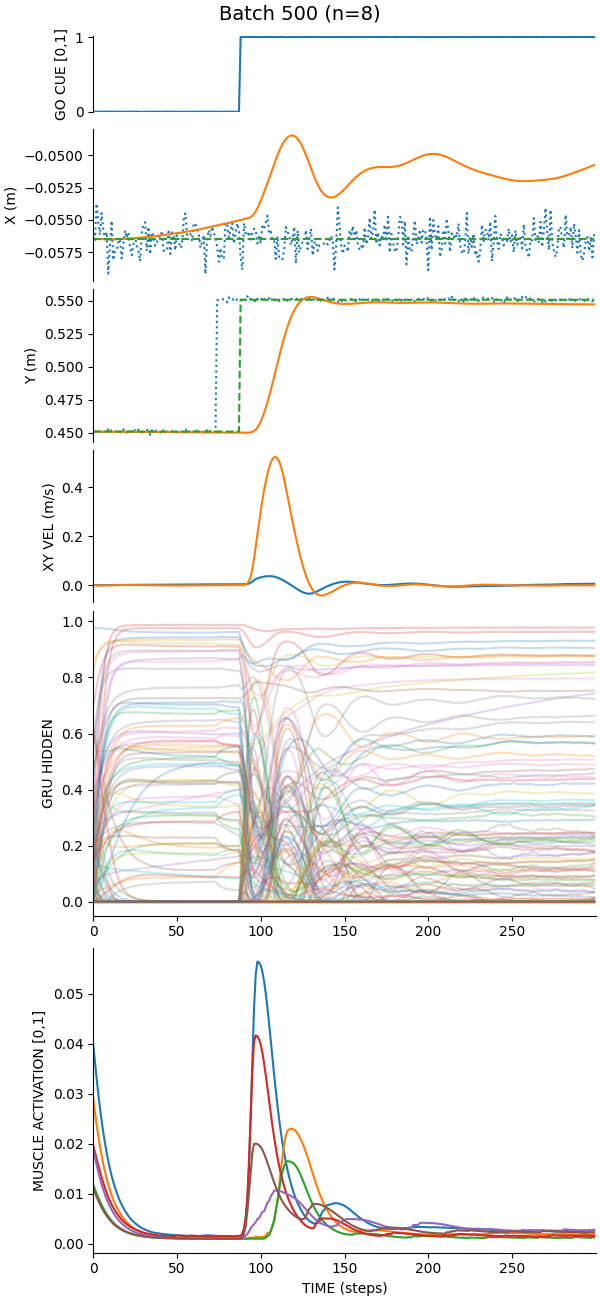 Batch 500 (n=8)
GO CUE [0,1]
1
0
X (m)
−0.0500
−0.0525
−0.0550
−0.0575
Y (m)
0.550
0.525
0.500
0.475
0.450
XY VEL (m/s)
0.4
0.2
0.0
GRU HIDDEN
1.0
0.8
0.6
0.4
0.2
0.0
0 50 100 150 200 250
MUSCLE ACTIVATION [0,1]
0.05
0.04
0.03
0.02
0.01
0.00
0 50 100 150 200 250
TIME (steps)